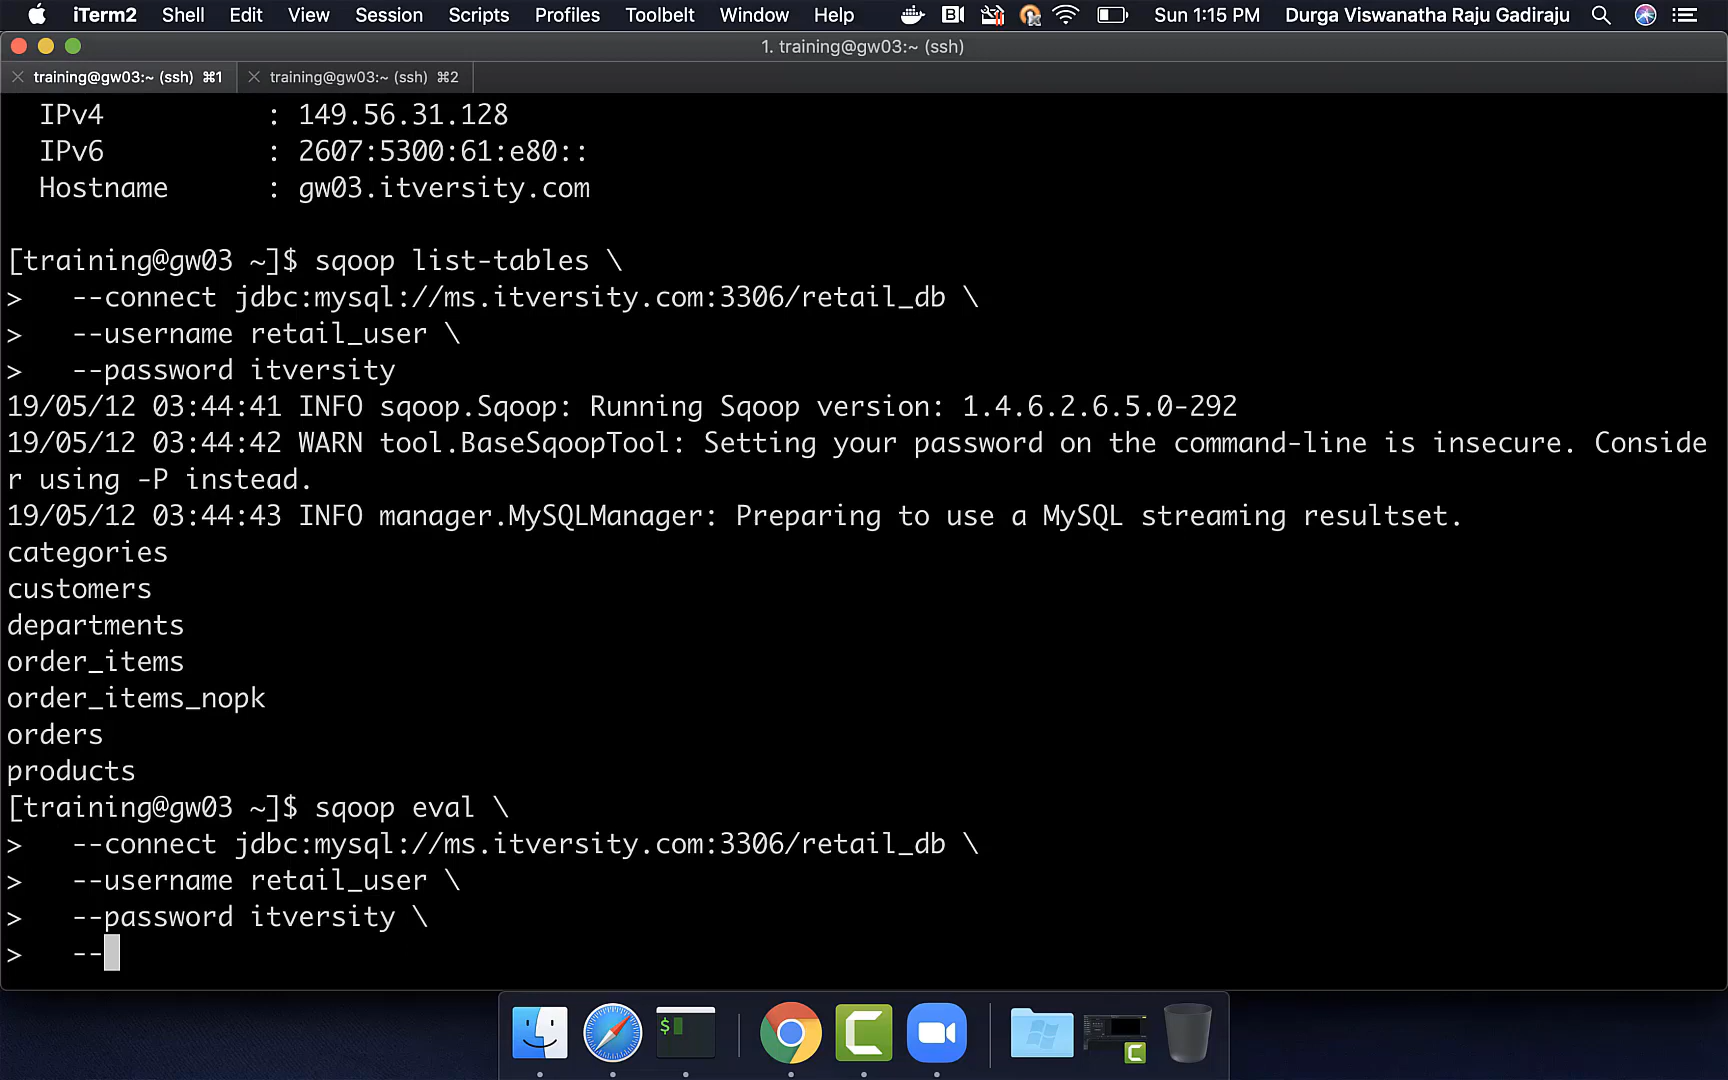 iTerm2 Shell Edit View Session Scripts Profiles Toolbelt Window Help Sun 1:15 PM Durga Viswanatha Raju Gadiraju
1. training@gw03:~ (ssh)
training@gw03:~ (ssh) ⌘1 training@gw03:~ (ssh) ⌘2
IPv4 : 149.56.31.128
IPv6 : 2607:5300:61:e80::
Hostname : gw03.itversity.com
[training@gw03 ~]$ sqoop list-tables \
> --connect jdbc:mysql://ms.itversity.com:3306/retail_db \
> --username retail_user \
> --password itversity
19/05/12 03:44:41 INFO sqoop.Sqoop: Running Sqoop version: 1.4.6.2.6.5.0-292
19/05/12 03:44:42 WARN tool.BaseSqoopTool: Setting your password on the command-line is insecure. Conside
r using -P instead.
19/05/12 03:44:43 INFO manager.MySQLManager: Preparing to use a MySQL streaming resultset.
categories
customers
departments
order_items
order_items_nopk
orders
products
[training@gw03 ~]$ sqoop eval \
> --connect jdbc:mysql://ms.itversity.com:3306/retail_db \
> --username retail_user \
> --password itversity \
> --